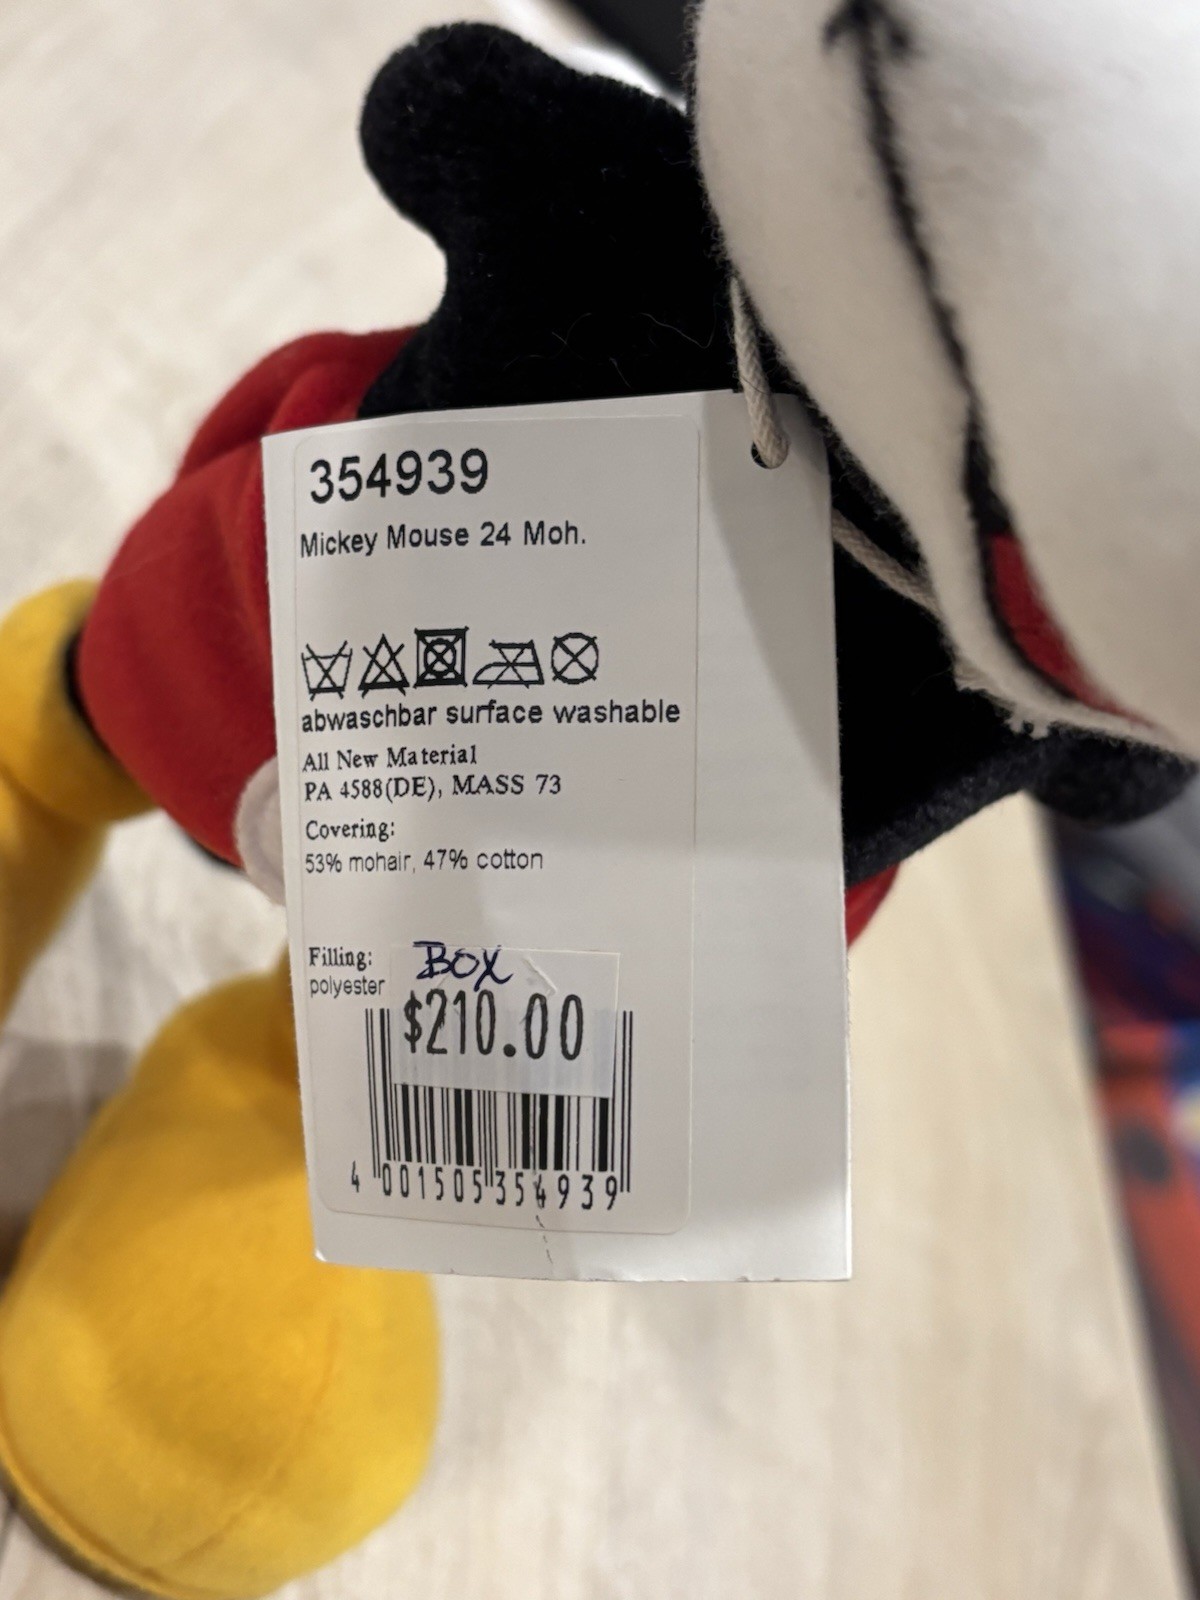 354939
Mickey Mouse 24 Moh.
abwaschbar surface washable
All New Material
PA 4588(DE), MASS 73
Covering:
53% mohair, 47% cotton
Filling:
polyester
BOX
$210.00
4 001505 354939